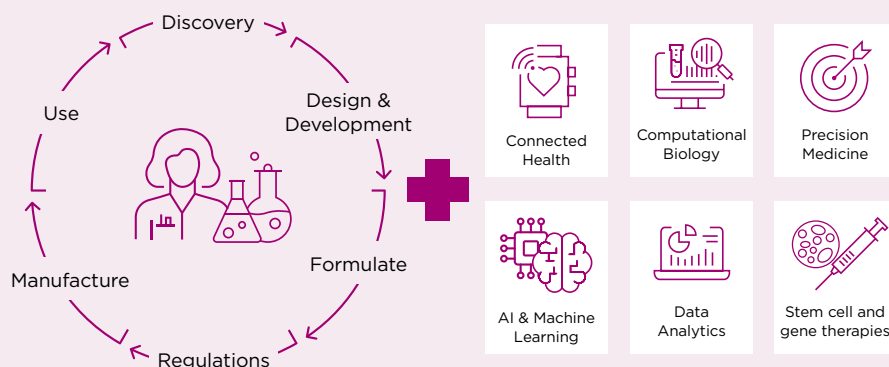 Discovery
Design &
Development
Formulate
Regulations
Manufacture
Use
Connected
Health
Computational
Biology
Precision
Medicine
AI & Machine
Learning
Data
Analytics
Stem cell and
gene therapies